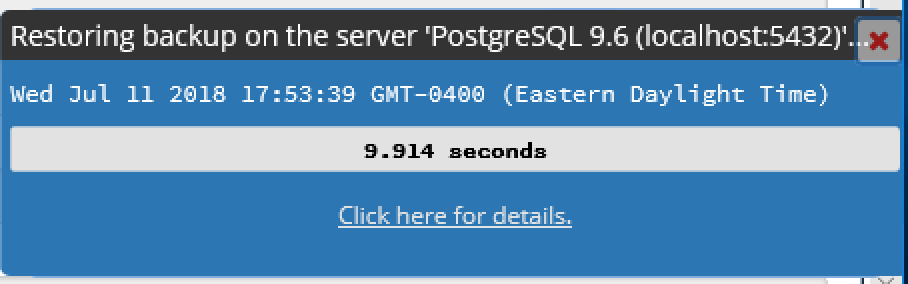 Restoring backup on the server 'PostgreSQL 9.6 (localhost:5432)'...
Wed Jul 11 2018 17:53:39 GMT-0400 (Eastern Daylight Time)
9.914 seconds
Click here for details.